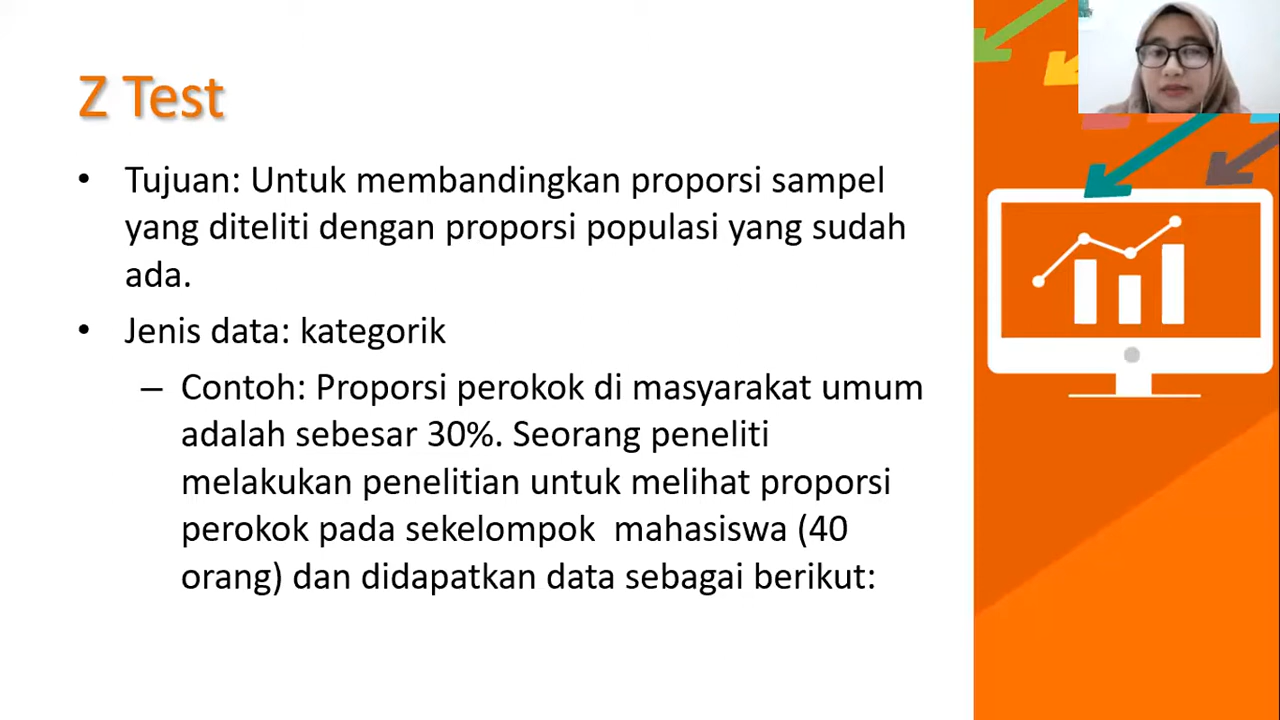 Z Test
• Tujuan: Untuk membandingkan proporsi sampel
yang diteliti dengan proporsi populasi yang sudah
ada.
• Jenis data: kategorik
– Contoh: Proporsi perokok di masyarakat umum
adalah sebesar 30%. Seorang peneliti
melakukan penelitian untuk melihat proporsi
perokok pada sekelompok mahasiswa (40
orang) dan didapatkan data sebagai berikut: